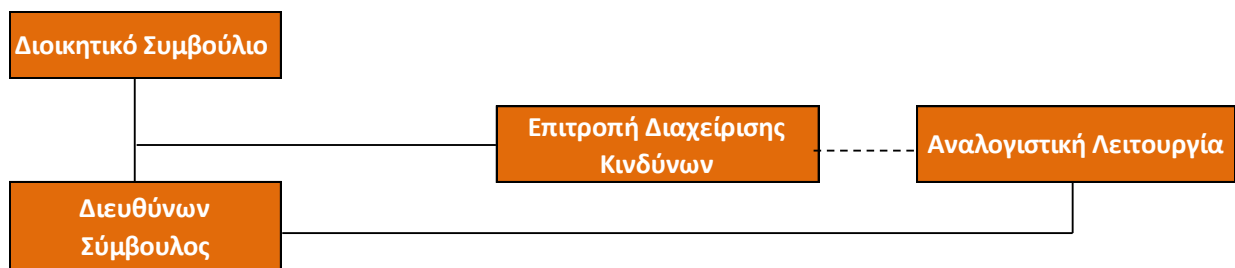 Διοικητικό Συμβούλιο
Επιτροπή Διαχείρισης
Κινδύνων
Αναλογιστική Λειτουργία
Διευθύνων
Σύμβουλος